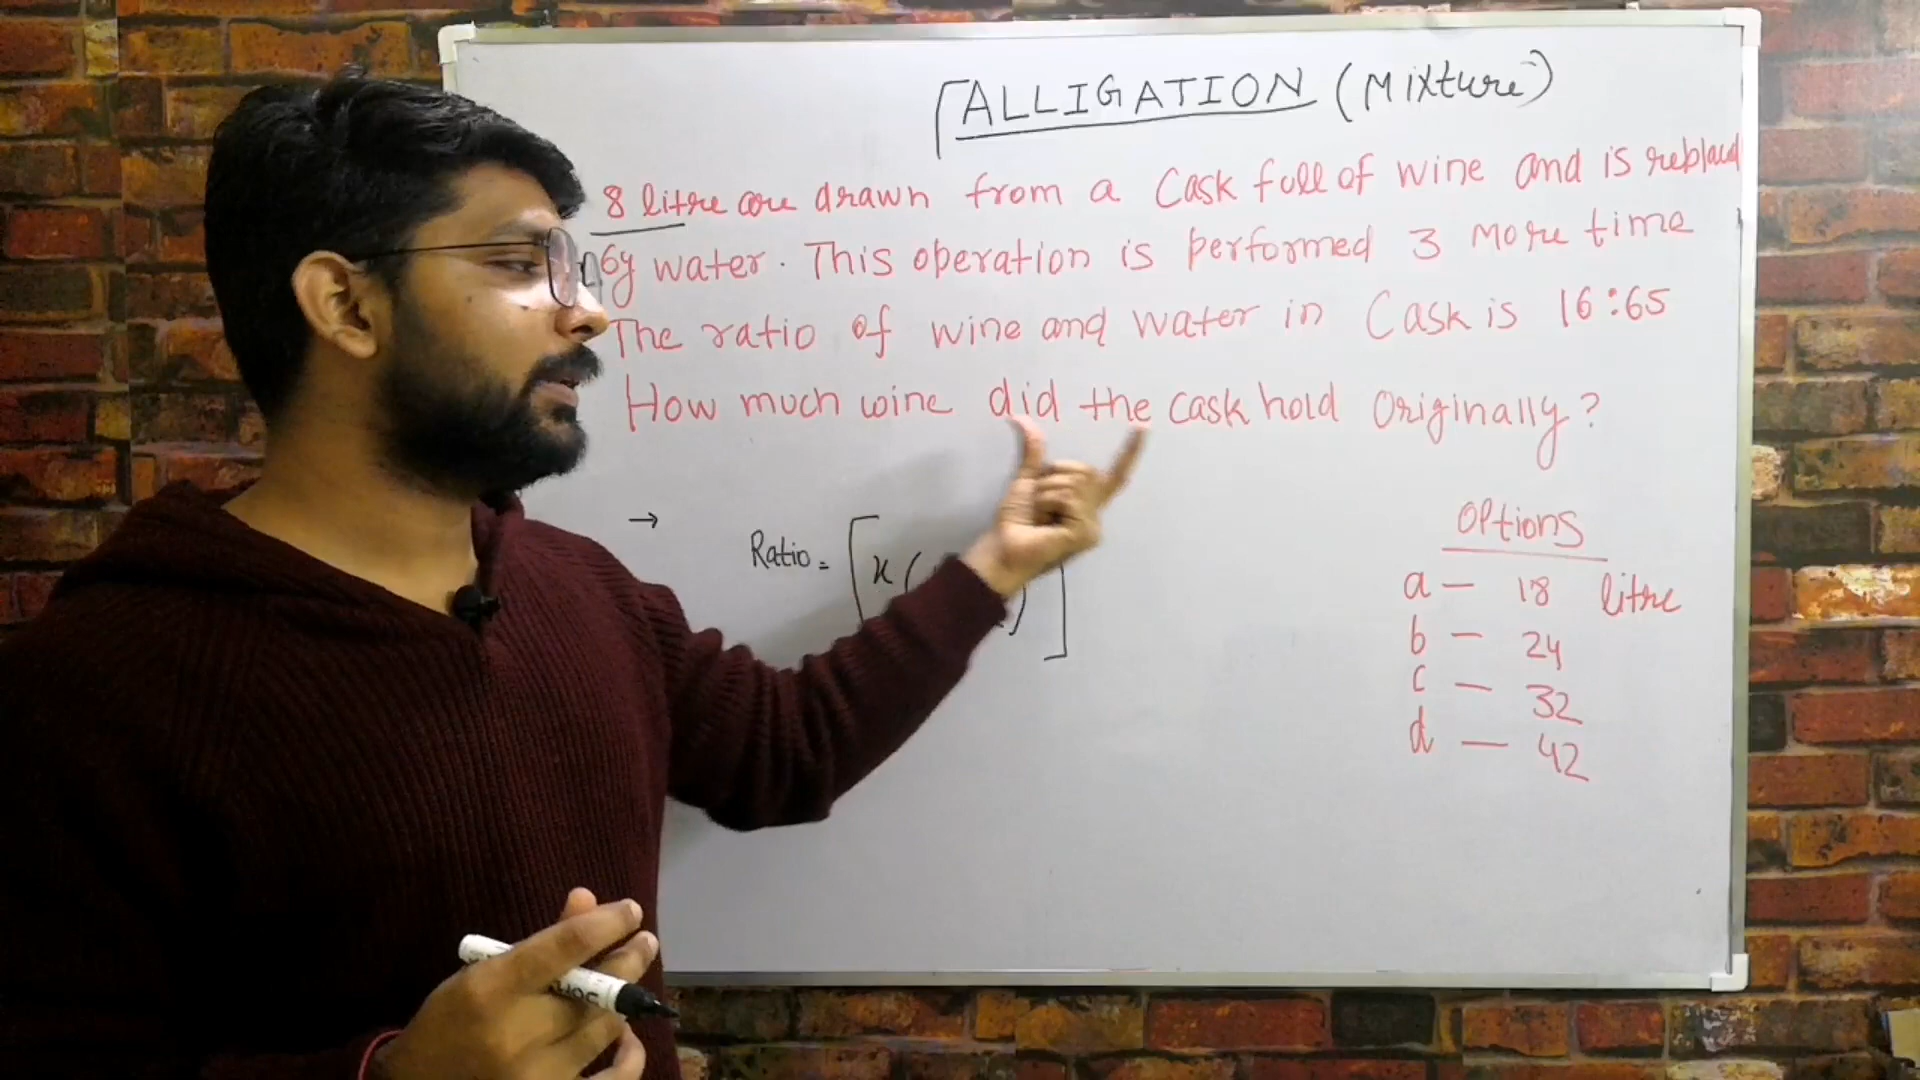 ALLIGATION (Mixture)
8 litre are drawn from a Cask full of wine and is replaced
by water. This operation is performed 3 More time
The ratio of wine and water in Cask is 16:65
How much wine did the cask hold originally?
→ Ratio = [x ( ) ]
Options
a — 18 litre
b — 24
c — 32
d — 42